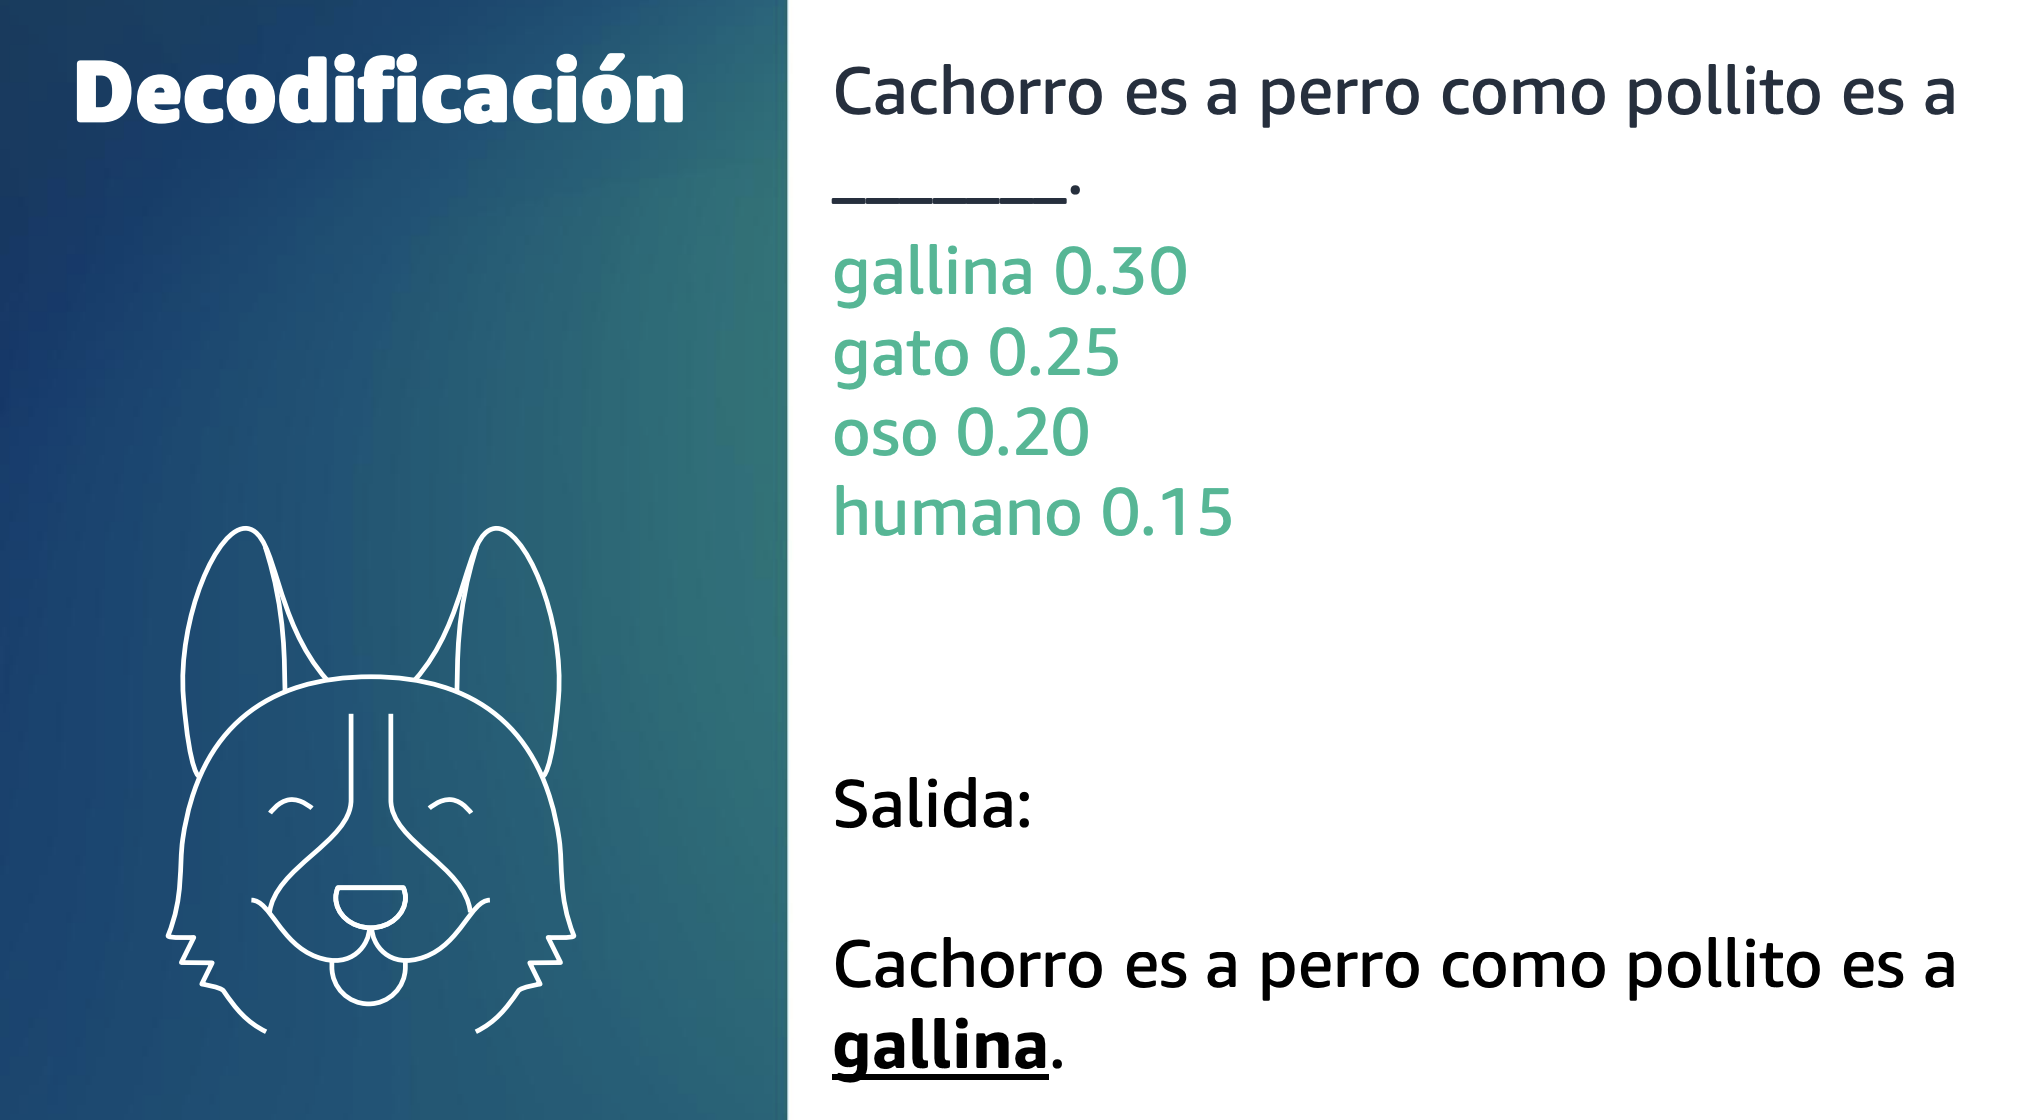 Decodificación
Cachorro es a perro como pollito es a
_______.
gallina 0.30
gato 0.25
oso 0.20
humano 0.15
Salida:
Cachorro es a perro como pollito es a
gallina.